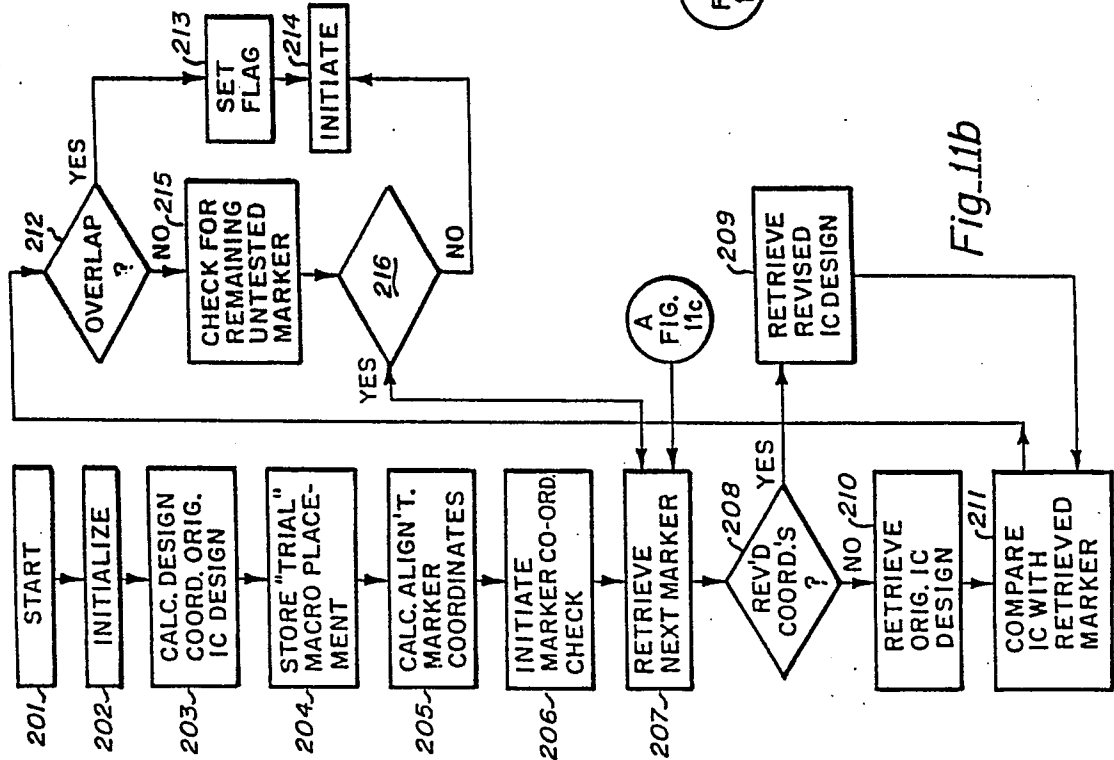 201
START
202
INITIALIZE
203
CALC. DESIGN
COORD. ORIG.
IC DESIGN
204
STORE "TRIAL"
MACRO PLACE-
MENT
205
CALC. ALIGN'T.
MARKER
COORDINATES
206
INITIATE
MARKER CO-ORD.
CHECK
207
RETRIEVE
NEXT MARKER
A
FIG.
11c
208
REV'D
COORD.'S
?
YES
209
RETRIEVE
REVISED
IC DESIGN
NO
210
RETRIEVE
ORIG. IC
DESIGN
211
COMPARE
IC WITH
RETRIEVED
MARKER
212
OVERLAP
?
YES
213
SET
FLAG
214
INITIATE
NO
215
CHECK FOR
REMAINING
UNTESTED
MARKER
216
YES
NO
Fig_11b
F